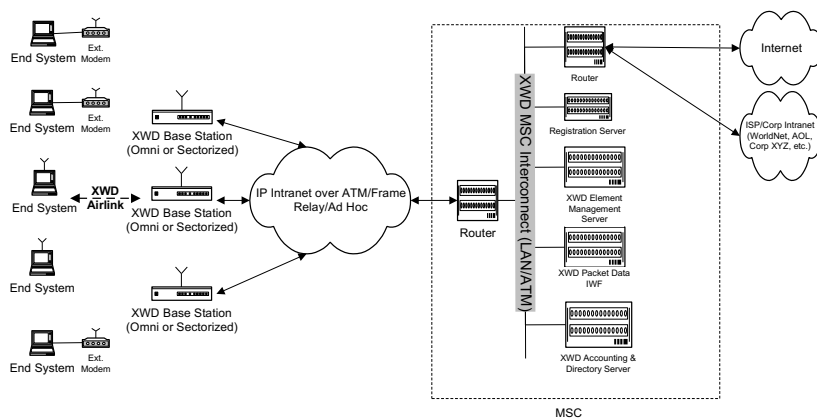 End System
Ext.
Modem
End System
Ext.
Modem
End System
End System
End System
Ext.
Modem
XWD
Airlink
XWD Base Station
(Omni or Sectorized)
XWD Base Station
(Omni or Sectorized)
XWD Base Station
(Omni or Sectorized)
IP Intranet over ATM/Frame
Relay/Ad Hoc
Router
XWD MSC Interconnect (LAN/ATM)
Router
Registration Server
XWD Element
Management
Server
XWD Packet Data
IWF
XWD Accounting &
Directory Server
MSC
Internet
ISP/Corp Intranet
(WorldNet, AOL,
Corp XYZ, etc.)